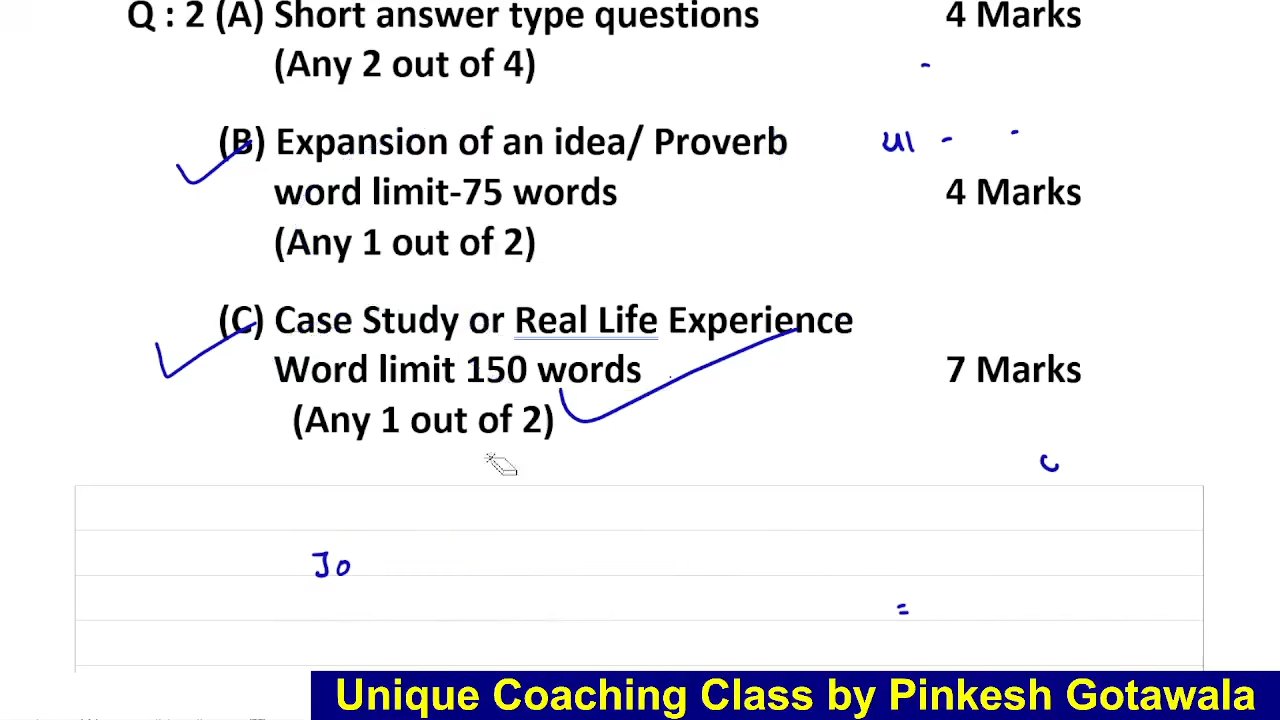 Q : 2 (A) Short answer type questions 4 Marks
(Any 2 out of 4)
(B) Expansion of an idea/ Proverb
word limit-75 words 4 Marks
(Any 1 out of 2)
(C) Case Study or Real Life Experience
Word limit 150 words 7 Marks
(Any 1 out of 2)
Jo
=
Unique Coaching Class by Pinkesh Gotawala